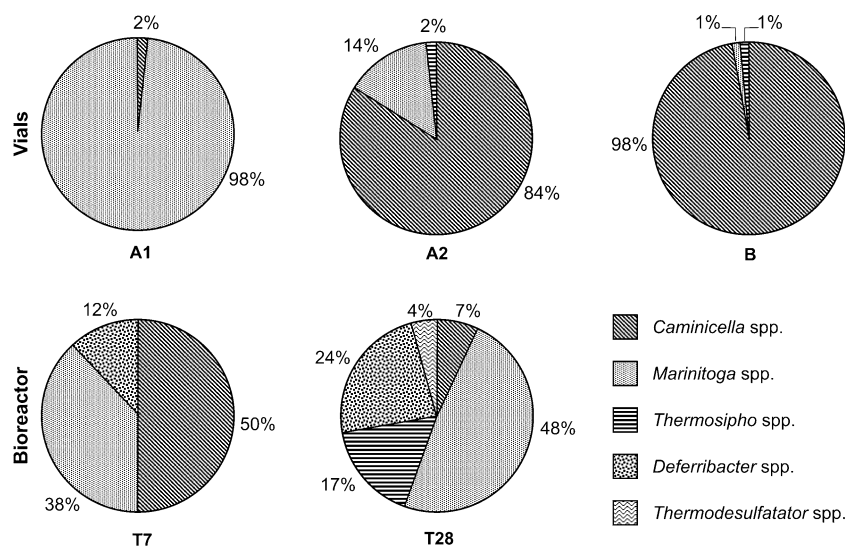 Vials
2%
98%
A1
14%
2%
84%
A2
1%
1%
98%
B
Bioreactor
12%
50%
38%
T7
4%
7%
24%
48%
17%
T28
Caminicella spp.
Marinitoga spp.
Thermosipho spp.
Deferribacter spp.
Thermodesulfatator spp.